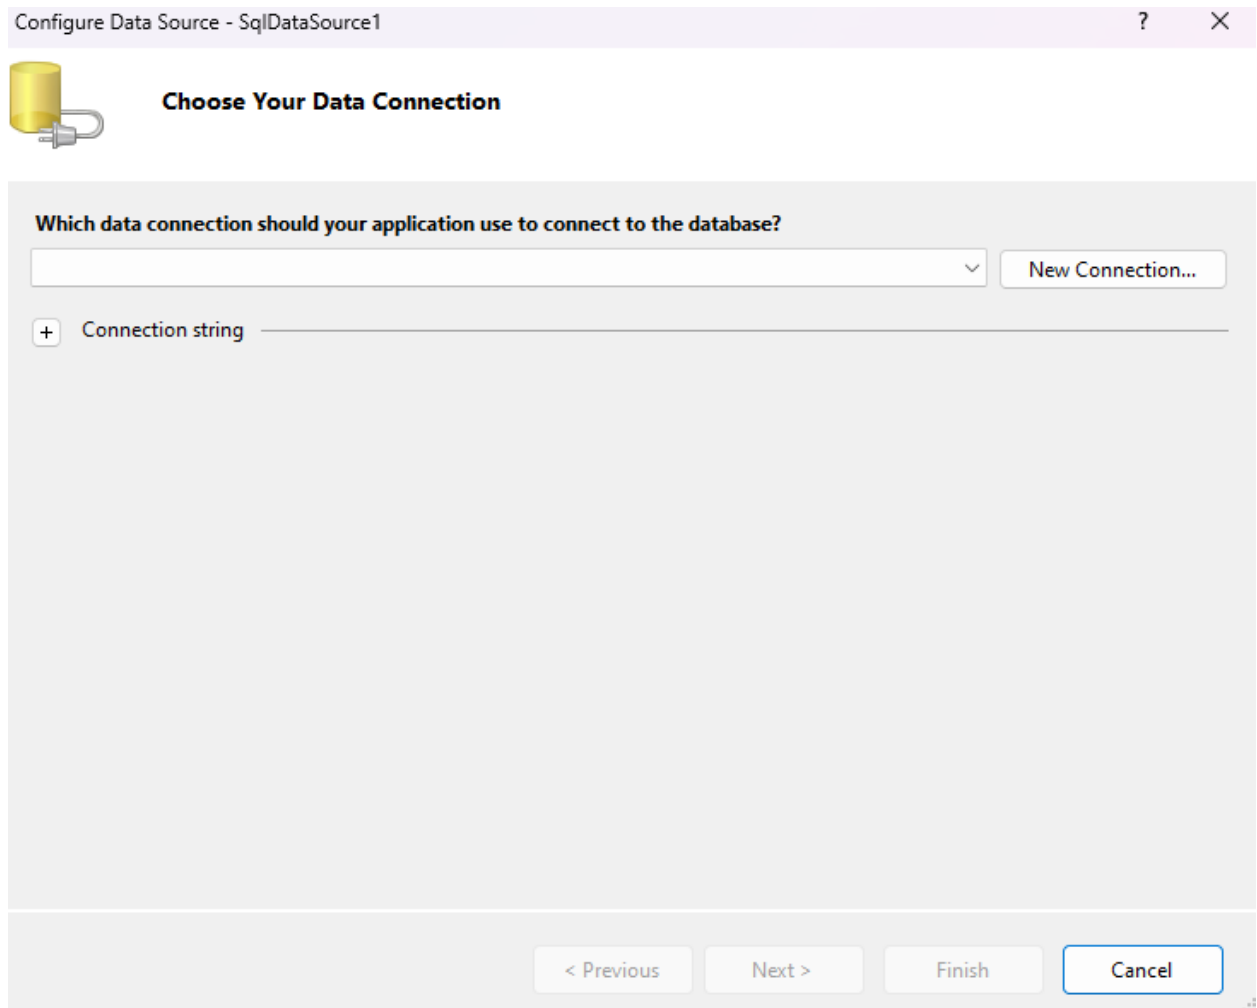 Configure Data Source - SqlDataSource1
?
Choose Your Data Connection
Which data connection should your application use to connect to the database?
New Connection...
+ Connection string
< Previous
Next >
Finish
Cancel